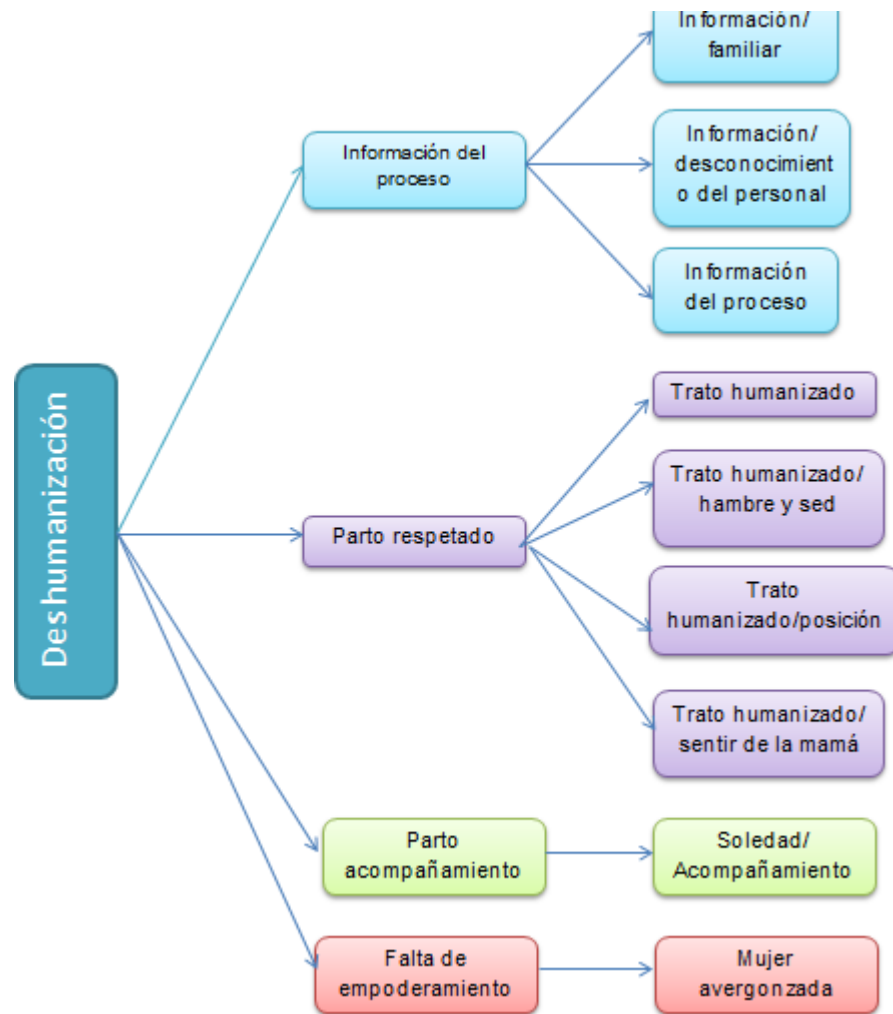 Información/
familiar
Información del
proceso
Información/
desconocimient
o del personal
Información
del proceso
Deshumanización
Trato humanizado
Trato humanizado/
hambre y sed
Parto respetado
Trato
humanizado/posición
Trato humanizado/
sentir de la mamá
Parto
acompañamiento
Soledad/
Acompañamiento
Falta de
empoderamiento
Mujer
avergonzada